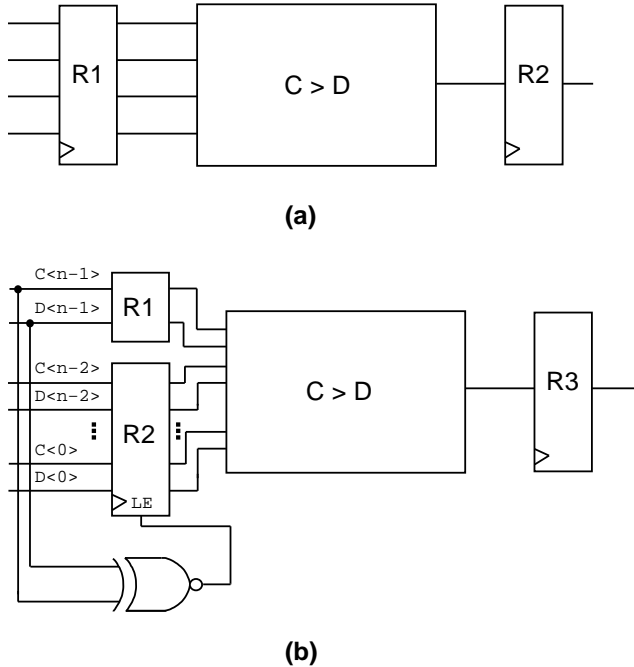 R1
C > D
R2
(a)
C<n-1>
D<n-1>
R1
C<n-2>
D<n-2>
R2
C<0>
D<0>
LE
C > D
R3
(b)